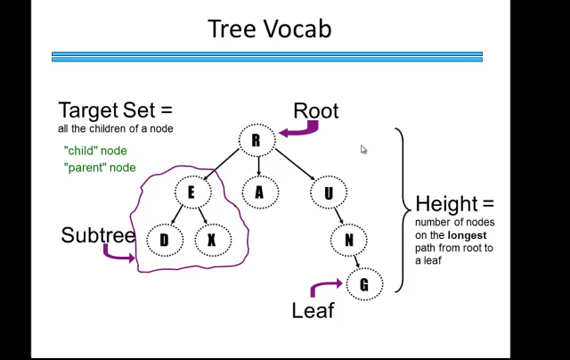 Tree Vocab
Target Set =
all the children of a node
"child" node
"parent" node
Root
R
E
A
U
Subtree
D
X
N
G
Leaf
Height =
number of nodes
on the longest
path from root to
a leaf